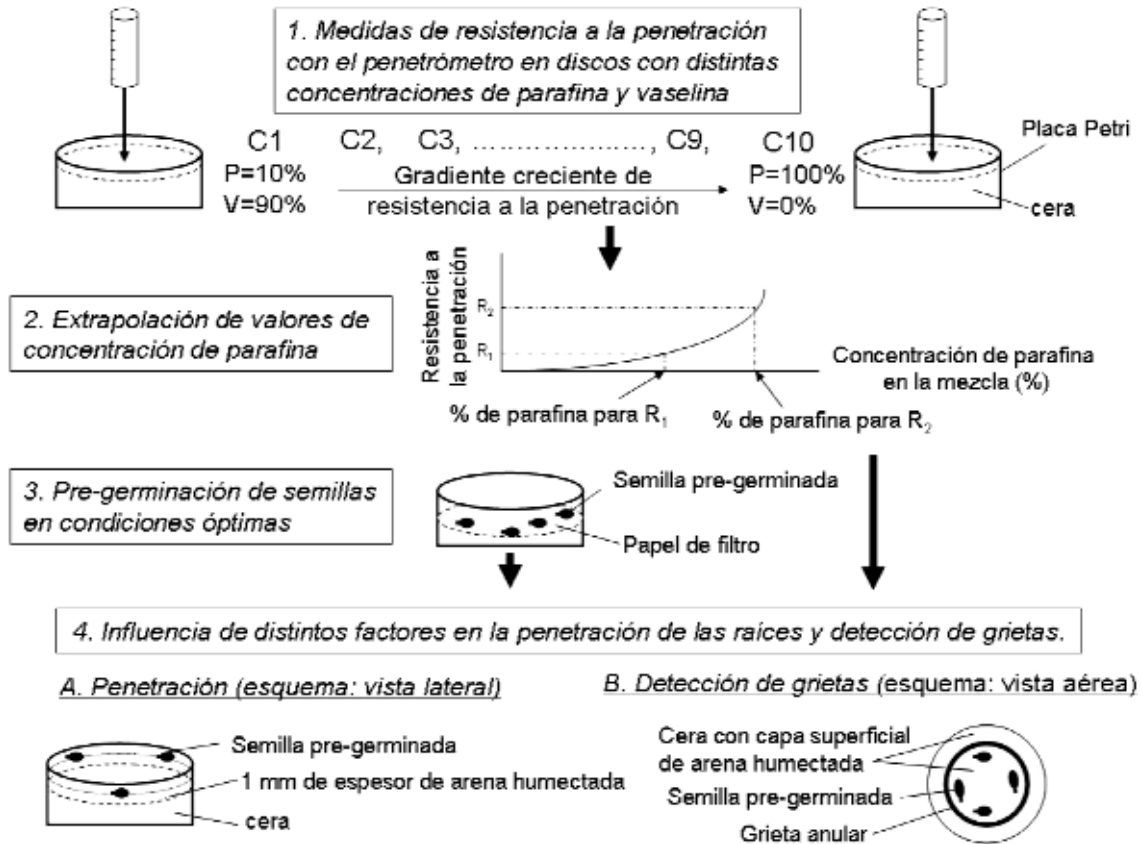 1. Medidas de resistencia a la penetración
con el penetrómetro en discos con distintas
concentraciones de parafina y vaselina
C1 C2, C3, ....................., C9, C10
P=10%
V=90%
Gradiente creciente de
resistencia a la penetración
P=100%
V=0%
Placa Petri
cera
2. Extrapolación de valores de
concentración de parafina
Resistencia a
la penetración
R₂
R₁
Concentración de parafina
en la mezcla (%)
% de parafina para R₁
% de parafina para R₂
3. Pre-germinación de semillas
en condiciones óptimas
Semilla pre-germinada
Papel de filtro
4. Influencia de distintos factores en la penetración de las raíces y detección de grietas.
A. Penetración (esquema: vista lateral)
Semilla pre-germinada
1 mm de espesor de arena humectada
cera
B. Detección de grietas (esquema: vista aérea)
Cera con capa superficial
de arena humectada
Semilla pre-germinada
Grieta anular